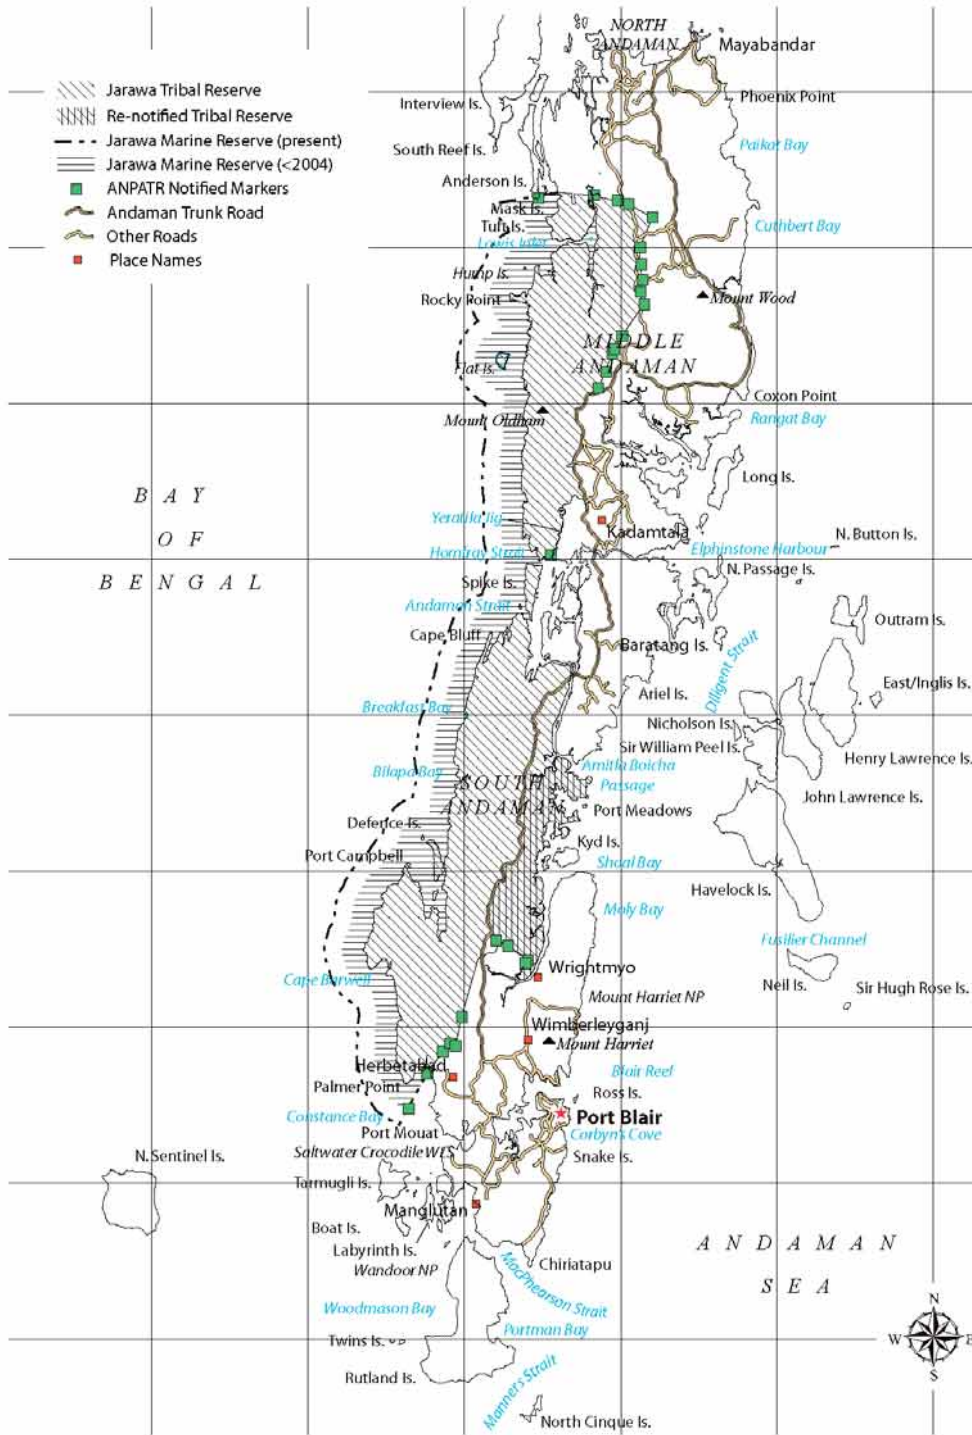 NORTH
ANDAMAN
Mayabandar
Jarawa Tribal Reserve
Re-notified Tribal Reserve
Jarawa Marine Reserve (present)
Jarawa Marine Reserve (<2004)
ANPATR Notified Markers
Andaman Trunk Road
Other Roads
Place Names
Interview Is.
Phoenix Point
South Reef Is.
Paikat Bay
Anderson Is.
Mask Is.
Tuft Is.
Cuthbert Bay
Lewis Inlet
Hump Is.
Rocky Point
Mount Wood
MIDDLE
ANDAMAN
Flat Is.
Coxon Point
Mount Oldham
Rangat Bay
Long Is.
BAY
OF
BENGAL
Yeratila Jig
Kadamtala
N. Button Is.
Homfray Strait
Elphinstone Harbour
Spike Is.
N. Passage Is.
Andaman Strait
Outram Is.
Cape Bluff
Baratang Is.
Diligent Strait
Ariel Is.
East/Inglis Is.
Breakfast Bay
Nicholson Is.
Sir William Peel Is.
Henry Lawrence Is.
Bilapa Bay
Amitla Boicha
Passage
SOUTH
ANDAMAN
John Lawrence Is.
Port Meadows
Defence Is.
Kyd Is.
Port Campbell
Shoal Bay
Havelock Is.
Moly Bay
Fusilier Channel
Wrightmyo
Cape Barwell
Neil Is.
Sir Hugh Rose Is.
Mount Harriet NP
Wimberleyganj
Mount Harriet
Herbetabad
Blair Reef
Palmer Point
Ross Is.
Constance Bay
Port Blair
Port Mouat
Corbyn's Cove
Saltwater Crocodile WLS
Snake Is.
N. Sentinel Is.
Tarmugli Is.
Manglutan
Boat Is.
Labyrinth Is.
Wandoor NP
Chiriatapu
ANDAMAN
SEA
MacPhearson Strait
Woodmason Bay
Portman Bay
Twins Is.
Rutland Is.
Manners Strait
North Cinque Is.
N
W
E
S